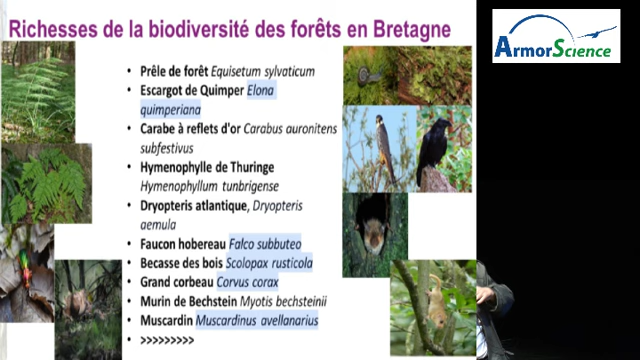 Richesses de la biodiversité des forêts en Bretagne
ArmorScience
• Prêle de forêt Equisetum sylvaticum
• Escargot de Quimper Elona
quimperiana
• Carabe à reflets d'or Carabus auronitens
subfestivus
• Hymenophylle de Thuringe
Hymenophyllum tunbrigense
• Dryopteris atlantique, Dryopteris
aemula
• Faucon hobereau Falco subbuteo
• Becasse des bois Scolopax rusticola
• Grand corbeau Corvus corax
• Murin de Bechstein Myotis bechsteinii
• Muscardin Muscardinus avellanarius
• >>>>>>>>>